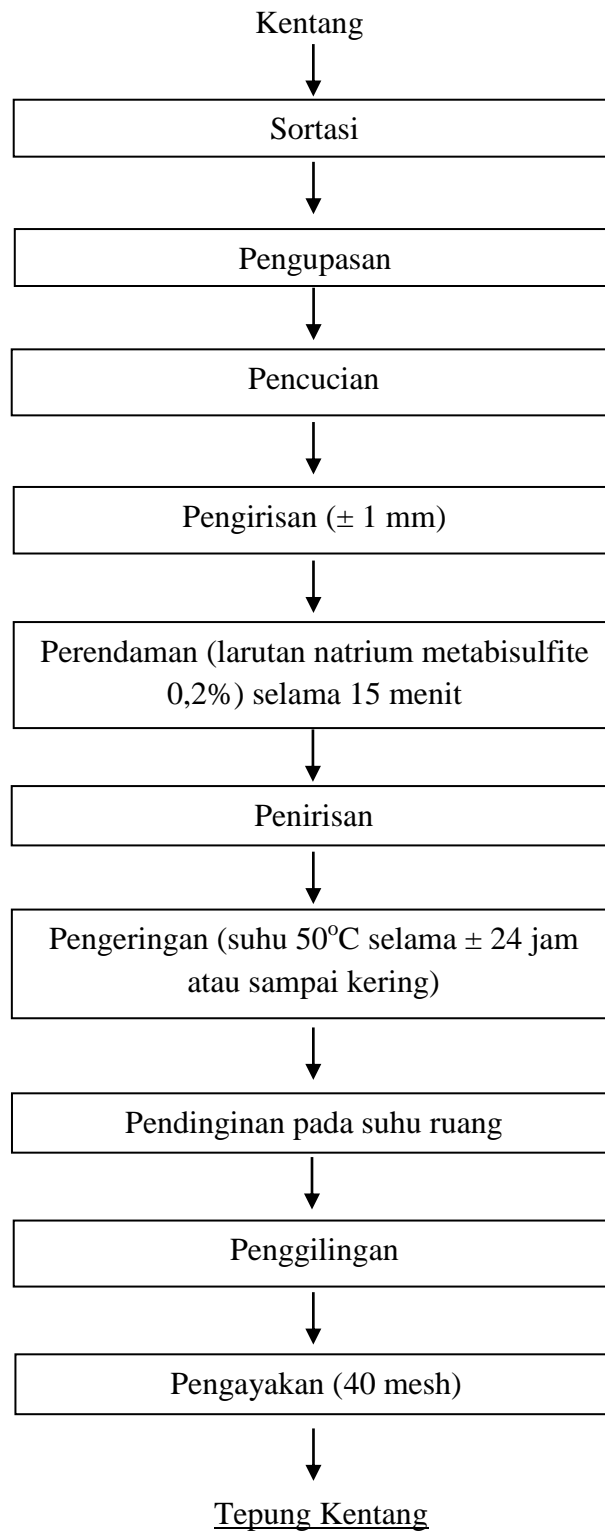 Kentang
Sortasi
Pengupasan
Pencucian
Pengirisan (± 1 mm)
Perendaman (larutan natrium metabisulfite
0,2%) selama 15 menit
Penirisan
Pengeringan (suhu 50°C selama ± 24 jam
atau sampai kering)
Pendinginan pada suhu ruang
Penggilingan
Pengayakan (40 mesh)
Tepung Kentang